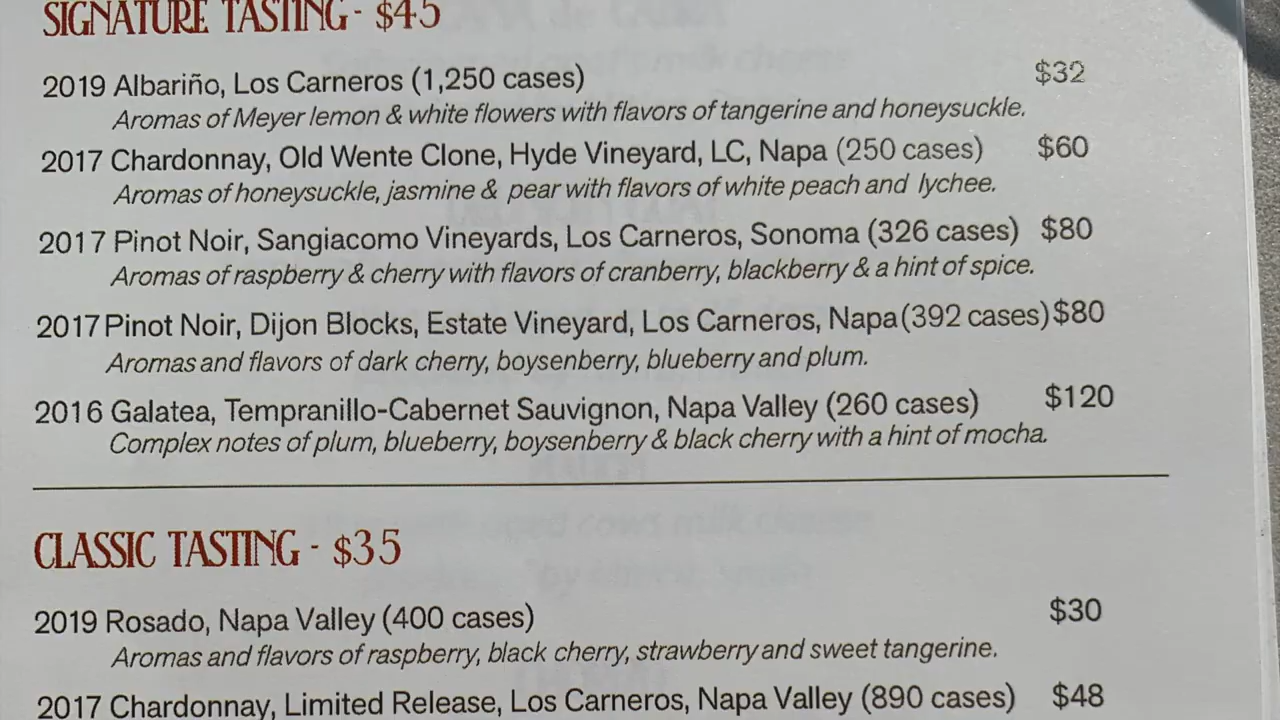 SIGNATURE TASTING - $45
2019 Albariño, Los Carneros (1,250 cases) $32
Aromas of Meyer lemon & white flowers with flavors of tangerine and honeysuckle.
2017 Chardonnay, Old Wente Clone, Hyde Vineyard, LC, Napa (250 cases) $60
Aromas of honeysuckle, jasmine & pear with flavors of white peach and lychee.
2017 Pinot Noir, Sangiacomo Vineyards, Los Carneros, Sonoma (326 cases) $80
Aromas of raspberry & cherry with flavors of cranberry, blackberry & a hint of spice.
2017 Pinot Noir, Dijon Blocks, Estate Vineyard, Los Carneros, Napa (392 cases) $80
Aromas and flavors of dark cherry, boysenberry, blueberry and plum.
2016 Galatea, Tempranillo-Cabernet Sauvignon, Napa Valley (260 cases) $120
Complex notes of plum, blueberry, boysenberry & black cherry with a hint of mocha.
CLASSIC TASTING - $35
2019 Rosado, Napa Valley (400 cases) $30
Aromas and flavors of raspberry, black cherry, strawberry and sweet tangerine.
2017 Chardonnay, Limited Release, Los Carneros, Napa Valley (890 cases) $48